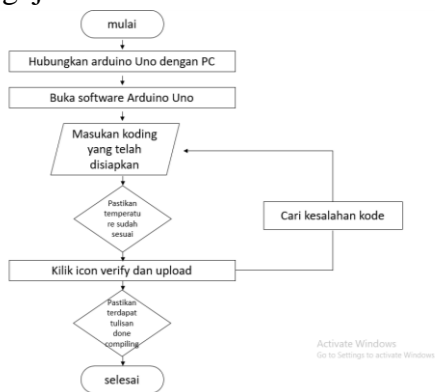 mulai
Hubungkan arduino Uno dengan PC
Buka software Arduino Uno
Masukan koding
yang telah
disiapkan
Pastikan
temperatu
re sudah
sesuai
Cari kesalahan kode
Kilik icon verify dan upload
Pastikan
terdapat
tulisan
done
compiling
selesai
Activate Windows
Go to Settings to activate Windows